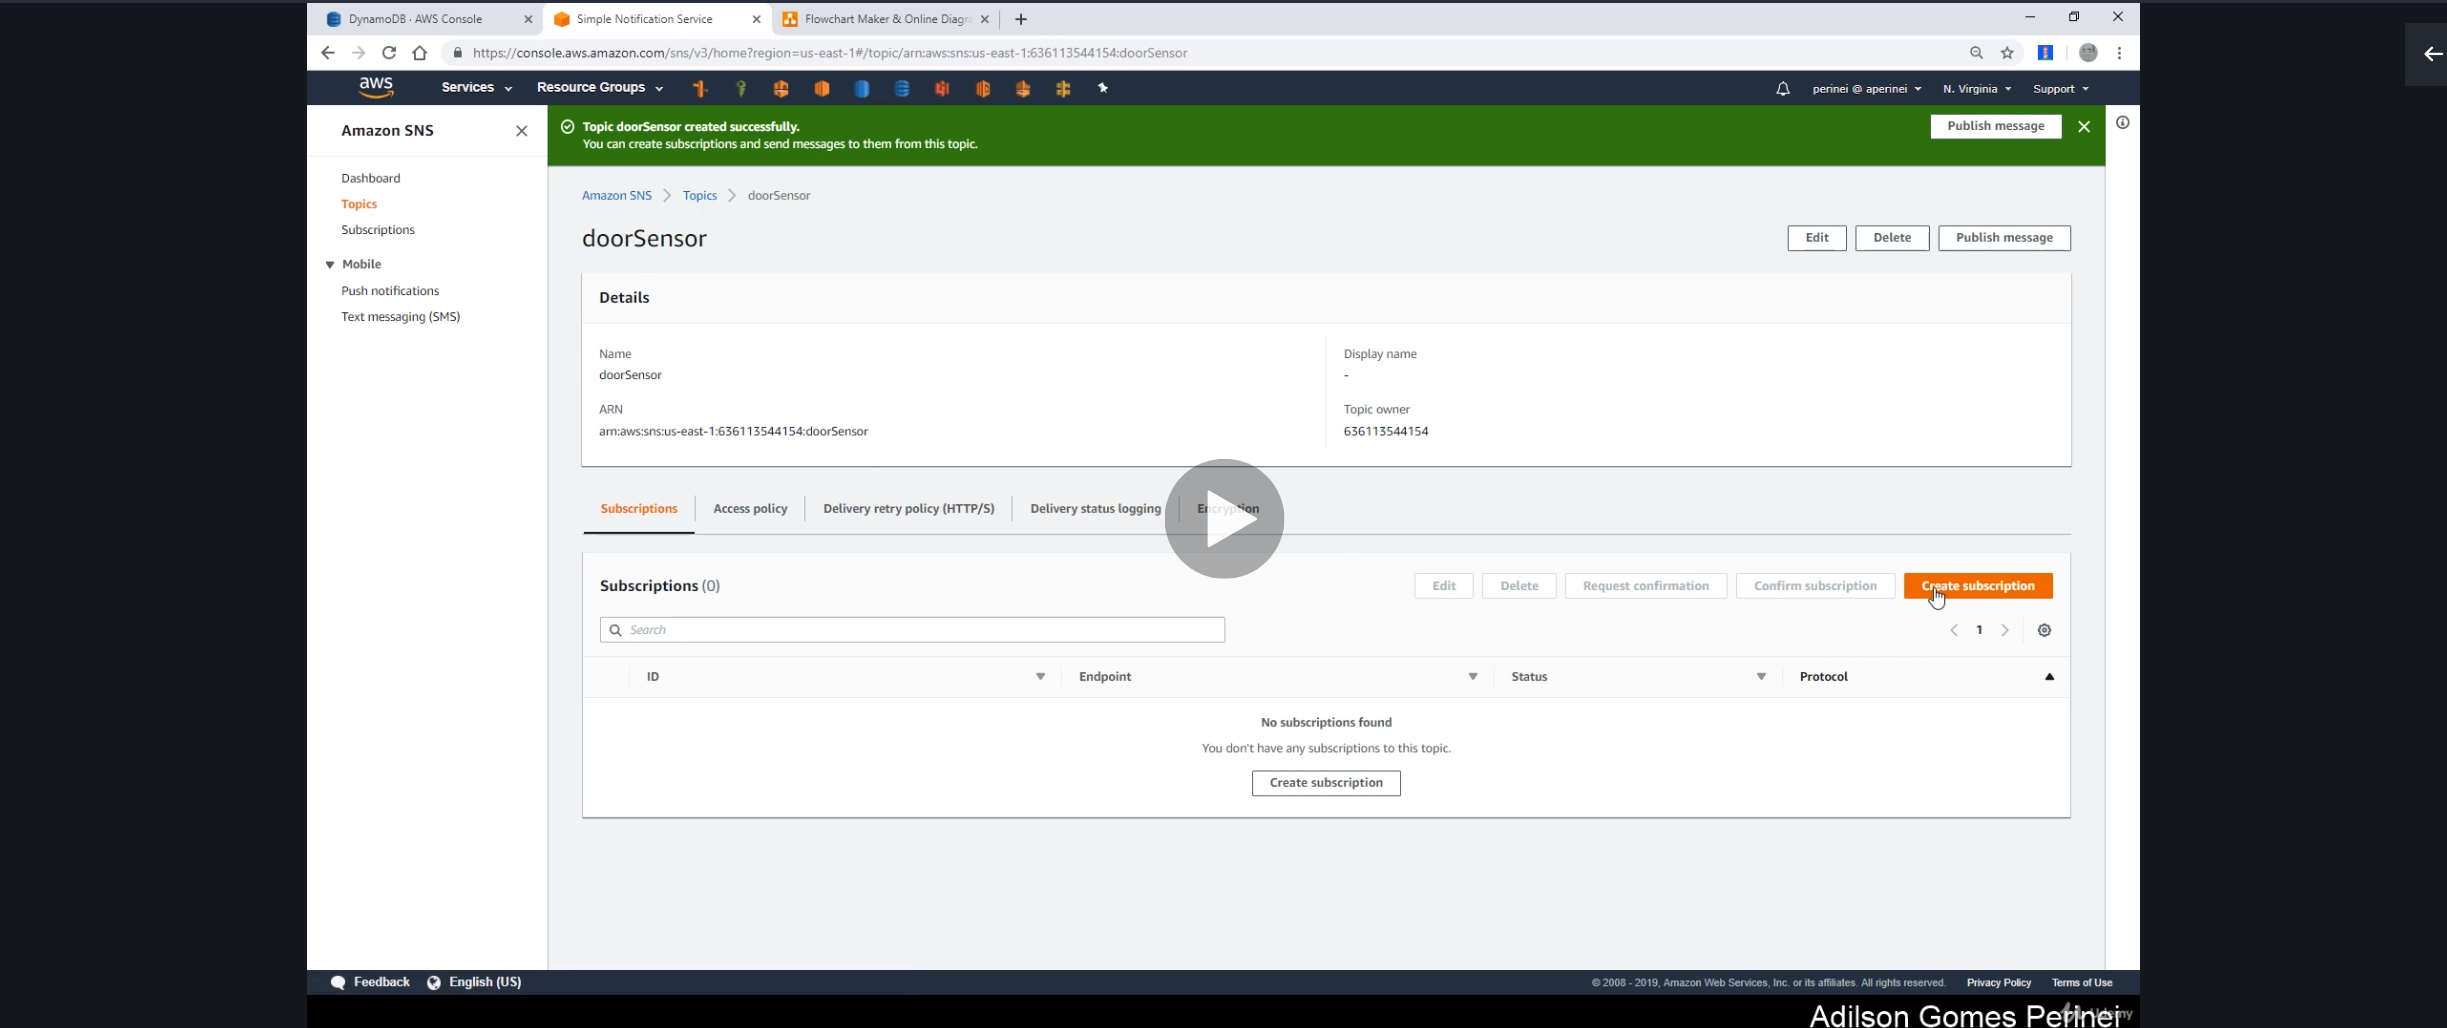 DynamoDB · AWS Console
Simple Notification Service
Flowchart Maker & Online Diagra
https://console.aws.amazon.com/sns/v3/home?region=us-east-1#/topic/arn:aws:sns:us-east-1:636113544154:doorSensor
aws
Services
Resource Groups
perinei @ aperinei
N. Virginia
Support
Amazon SNS
Topic doorSensor created successfully.
You can create subscriptions and send messages to them from this topic.
Publish message
Dashboard
Topics
Subscriptions
Mobile
Push notifications
Text messaging (SMS)
Amazon SNS
Topics
doorSensor
doorSensor
Edit
Delete
Publish message
Details
Name
doorSensor
Display name
-
ARN
arn:aws:sns:us-east-1:636113544154:doorSensor
Topic owner
636113544154
Subscriptions
Access policy
Delivery retry policy (HTTP/S)
Delivery status logging
Encryption
Subscriptions (0)
Edit
Delete
Request confirmation
Confirm subscription
Create subscription
Search
1
ID
Endpoint
Status
Protocol
No subscriptions found
You don't have any subscriptions to this topic.
Create subscription
Feedback
English (US)
© 2008 - 2019, Amazon Web Services, Inc. or its affiliates. All rights reserved.
Privacy Policy
Terms of Use
Adilson Gomes Perinei
Udemy